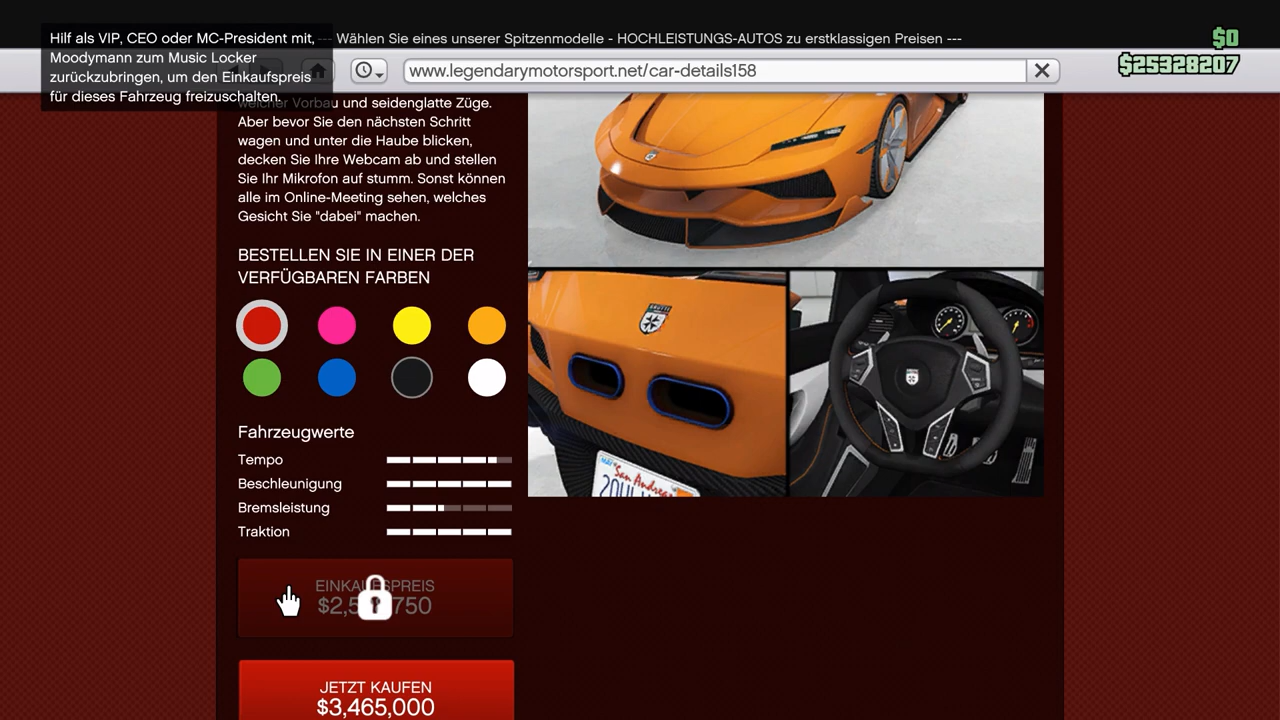 Hilf als VIP, CEO oder MC-President mit,
Moodymann zum Music Locker
zurückzubringen, um den Einkaufspreis
für dieses Fahrzeug freizuschalten.
--- Wählen Sie eines unserer Spitzenmodelle - HOCHLEISTUNGS-AUTOS zu erstklassigen Preisen ---
$0
$25328207
www.legendarymotorsport.net/car-details158
welcher Vorbau und seidenglatte Züge.
Aber bevor Sie den nächsten Schritt
wagen und unter die Haube blicken,
decken Sie Ihre Webcam ab und stellen
Sie Ihr Mikrofon auf stumm. Sonst können
alle im Online-Meeting sehen, welches
Gesicht Sie "dabei" machen.
BESTELLEN SIE IN EINER DER
VERFÜGBAREN FARBEN
Fahrzeugwerte
Tempo
Beschleunigung
Bremsleistung
Traktion
EINKAUFSPREIS
JETZT KAUFEN
$3,465,000
San Andreas